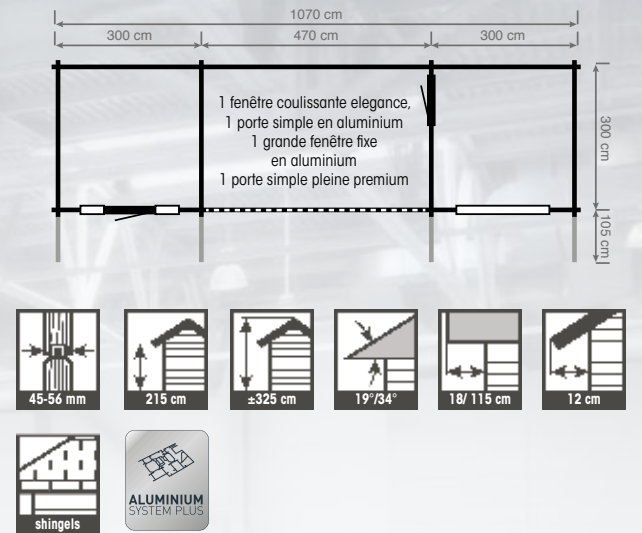 1070 cm
300 cm
470 cm
300 cm
1 fenêtre coulissante elegance,
1 porte simple en aluminium
1 grande fenêtre fixe
en aluminium
1 porte simple pleine premium
300 cm
105 cm
45-56 mm
215 cm
±325 cm
19°/34°
18/ 115 cm
12 cm
shingels
ALUMINIUM
SYSTEM PLUS